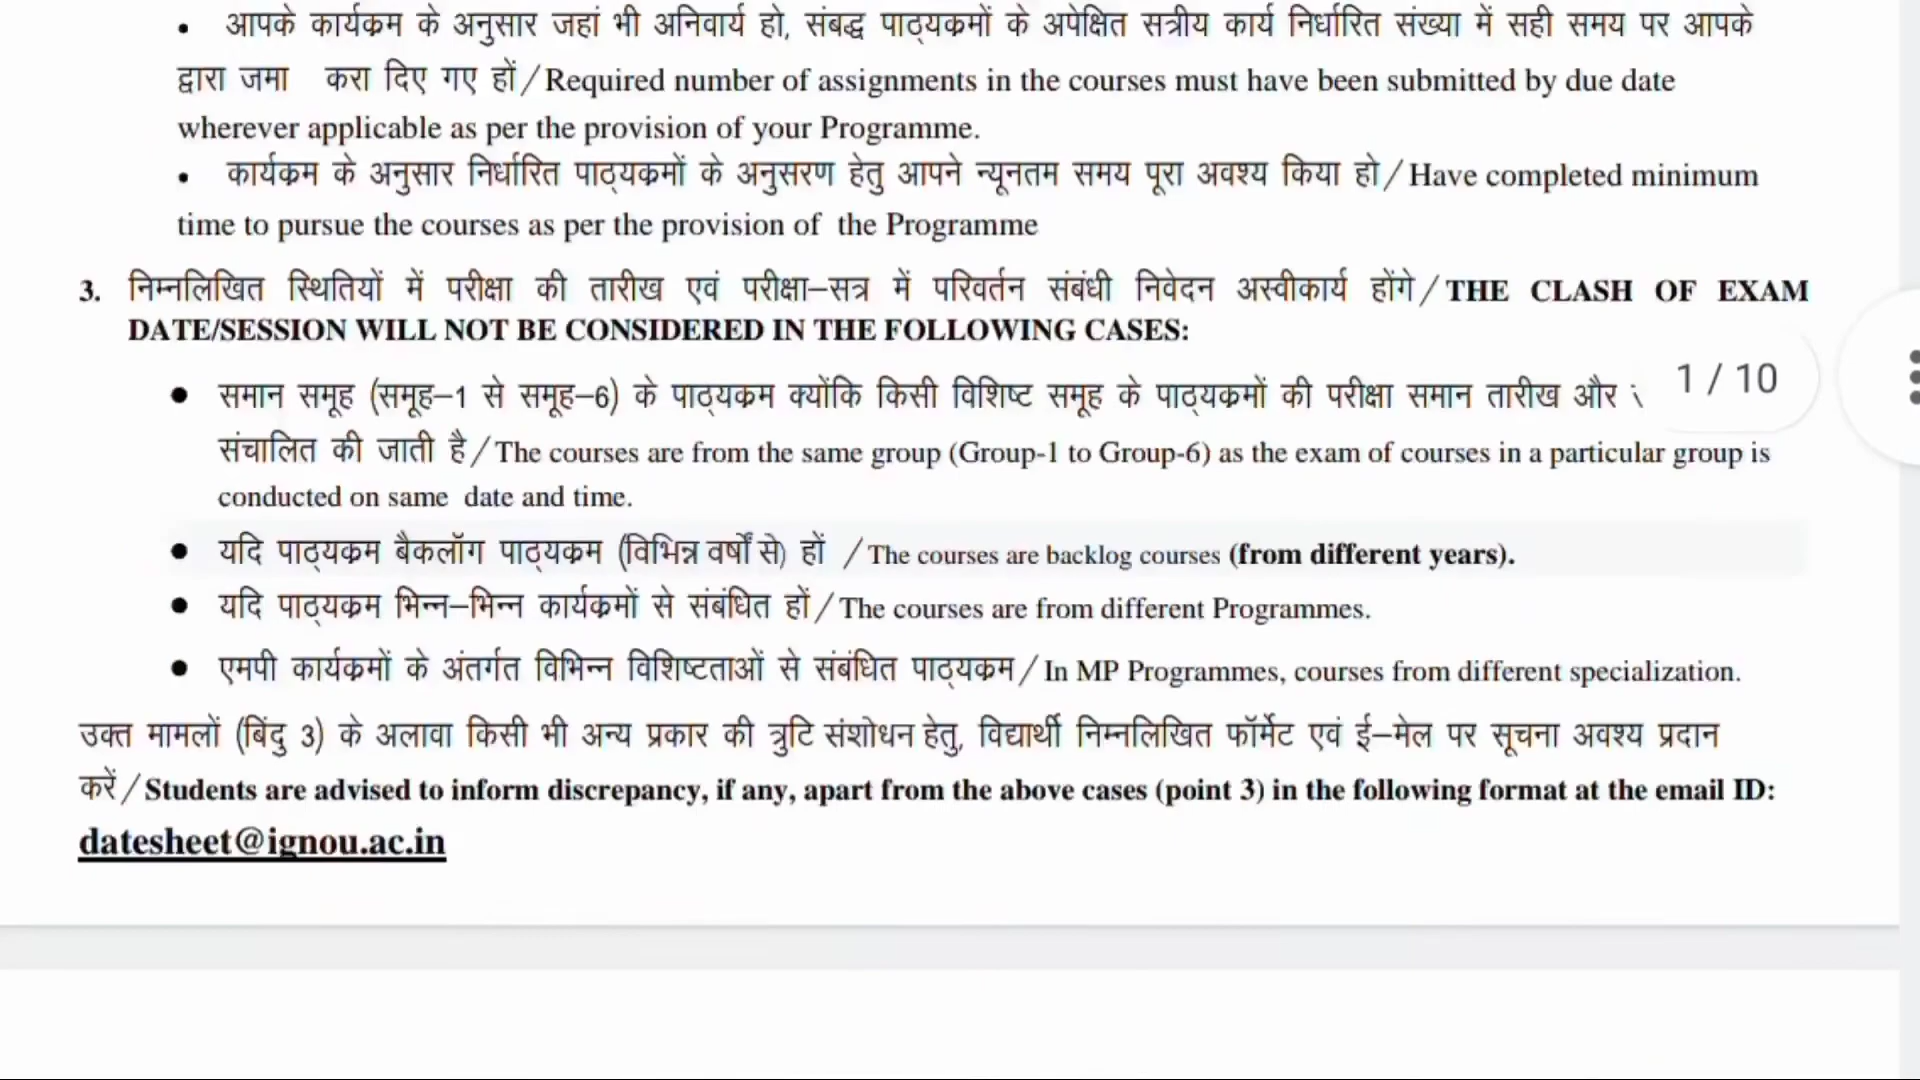 • आपके कार्यक्रम के अनुसार जहां भी अनिवार्य हो, संबद्ध पाठ्यक्रमों के अपेक्षित सत्रीय कार्य निर्धारित संख्या में सही समय पर आपके
द्वारा जमा करा दिए गए हों/Required number of assignments in the courses must have been submitted by due date
wherever applicable as per the provision of your Programme.
• कार्यक्रम के अनुसार निर्धारित पाठ्यक्रमों के अनुसरण हेतु आपने न्यूनतम समय पूरा अवश्य किया हो/Have completed minimum
time to pursue the courses as per the provision of the Programme
3. निम्नलिखित स्थितियों में परीक्षा की तारीख एवं परीक्षा–सत्र में परिवर्तन संबंधी निवेदन अस्वीकार्य होंगे/THE CLASH OF EXAM
DATE/SESSION WILL NOT BE CONSIDERED IN THE FOLLOWING CASES:
● समान समूह (समूह–1 से समूह–6) के पाठ्यक्रम क्योंकि किसी विशिष्ट समूह के पाठ्यक्रमों की परीक्षा समान तारीख और
1 / 10
संचालित की जाती है/The courses are from the same group (Group-1 to Group-6) as the exam of courses in a particular group is
conducted on same date and time.
● यदि पाठ्यक्रम बैकलॉग पाठ्यक्रम (विभिन्न वर्षों से) हों /The courses are backlog courses (from different years).
● यदि पाठ्यक्रम भिन्न–भिन्न कार्यक्रमों से संबंधित हों/The courses are from different Programmes.
● एमपी कार्यक्रमों के अंतर्गत विभिन्न विशिष्टताओं से संबंधित पाठ्यक्रम/In MP Programmes, courses from different specialization.
उक्त मामलों (बिंदु 3) के अलावा किसी भी अन्य प्रकार की त्रुटि संशोधन हेतु, विद्यार्थी निम्नलिखित फॉर्मेट एवं ई–मेल पर सूचना अवश्य प्रदान
करें/Students are advised to inform discrepancy, if any, apart from the above cases (point 3) in the following format at the email ID:
datesheet@ignou.ac.in